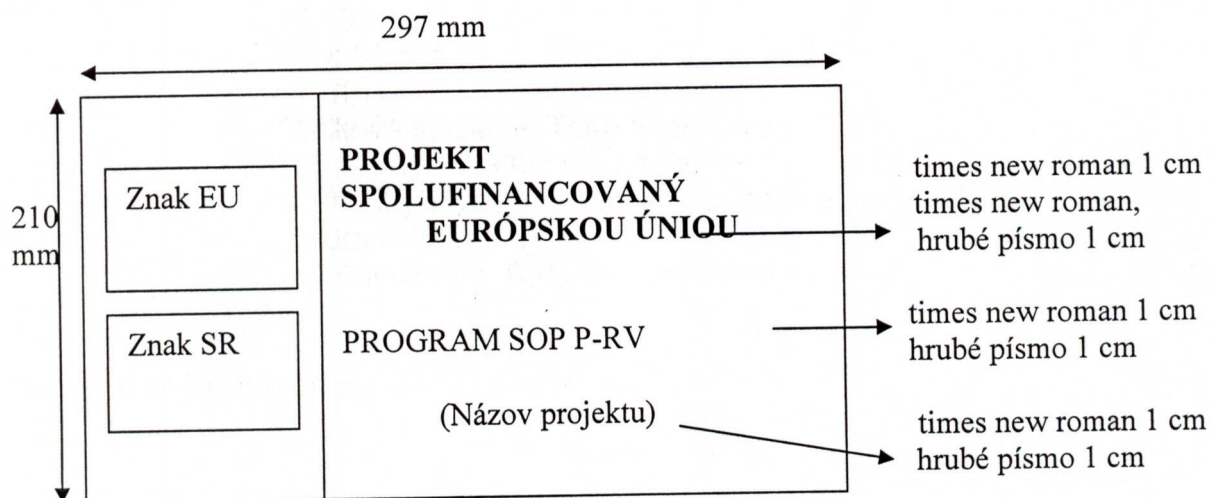 297 mm
210
mm
Znak EU
Znak SR
PROJEKT
SPOLUFINANCOVANÝ
EURÓPSKOU ÚNIOU
PROGRAM SOP P-RV
(Názov projektu)
times new roman 1 cm
times new roman,
hrubé písmo 1 cm
times new roman 1 cm
hrubé písmo 1 cm
times new roman 1 cm
hrubé písmo 1 cm